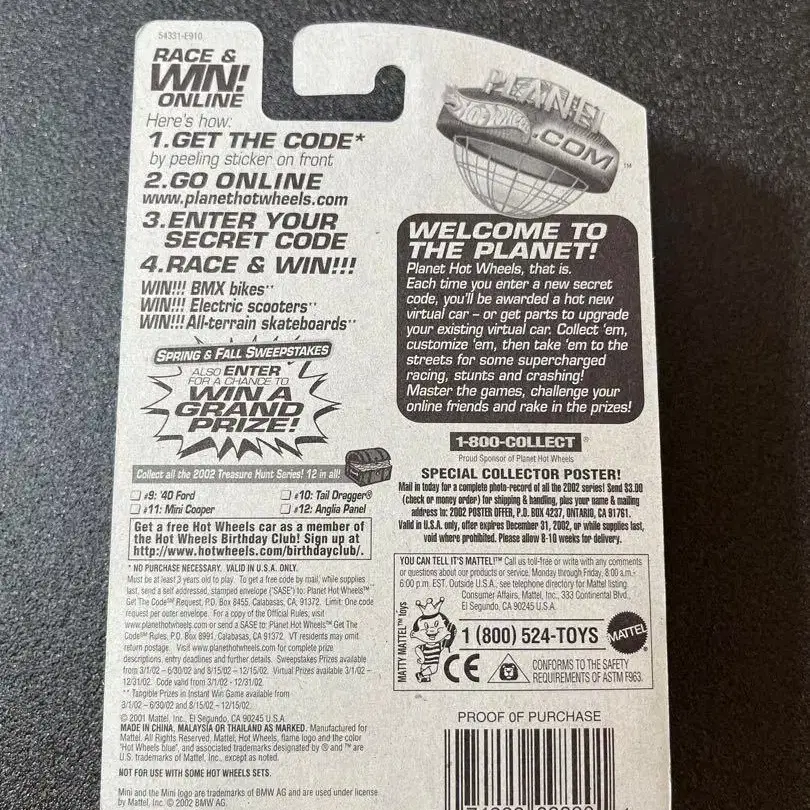 54331-E910
RACE &
WIN!
ONLINE
Here's how:
1.GET THE CODE*
by peeling sticker on front
2.GO ONLINE
www.planethotwheels.com
3.ENTER YOUR
SECRET CODE
4.RACE & WIN!!!
WIN!!! BMX bikes**
WIN!!! Electric scooters**
WIN!!! All-terrain skateboards**
SPRING & FALL SWEEPSTAKES
ALSO ENTER
FOR A CHANCE TO
WIN A
GRAND
PRIZE!
Collect all the 2002 Treasure Hunt Series! 12 in all!
#9: '40 Ford
#10: Tail Dragger®
#11: Mini Cooper
#12: Anglia Panel
Get a free Hot Wheels car as a member of
the Hot Wheels Birthday Club! Sign up at
http://www.hotwheels.com/birthdayclub/.
* NO PURCHASE NECESSARY. VALID IN U.S.A. ONLY.
Must be at least 3 years old to play. To get a free code by mail, while supplies
last, send a self addressed, stamped envelope ("SASE") to: Planet Hot Wheels™
Get The Code℠ Request, P.O. Box 8455, Calabasas, CA, 91372. Limit: One code
request per outer envelope. For a copy of the Official Rules, visit
www.planethotwheels.com or send a SASE to: Planet Hot Wheels™ Get The
Code℠ Rules, P.O. Box 8991, Calabasas, CA 91372. VT residents may omit
return postage. Visit www.planethotwheels.com for complete prize
descriptions, entry deadlines and further details. Sweepstakes Prizes available
from 3/1/02 - 6/30/02 and 8/15/02 - 12/15/02. Virtual Prizes available 3/1/02 -
12/31/02. Code valid from 3/1/02 - 12/31/02.
** Tangible Prizes in Instant Win Game available from
3/1/02 – 6/30/02 and 8/15/02 - 12/15/02.
© 2001 Mattel, Inc., El Segundo, CA 90245 U.S.A.
MADE IN CHINA, MALAYSIA OR THAILAND AS MARKED. Manufactured for
Mattel. All Rights Reserved. Mattel, Hot Wheels, flame logo and the color
"Hot Wheels blue", and associated trademarks designated by ® and ™ are
U.S. trademarks of Mattel, Inc., except as noted.
NOT FOR USE WITH SOME HOT WHEELS SETS.
Mini and the Mini logo are trademarks of BMW AG and are used under license
by Mattel, Inc. © 2002 BMW AG.
PLANET
Hot Wheels
.COM
™
WELCOME TO
THE PLANET!
Planet Hot Wheels, that is.
Each time you enter a new secret
code, you'll be awarded a hot new
virtual car – or get parts to upgrade
your existing virtual car. Collect 'em,
customize 'em, then take 'em to the
streets for some supercharged
racing, stunts and crashing!
Master the games, challenge your
online friends and rake in the prizes!
1-800-COLLECT®
Proud Sponsor of Planet Hot Wheels
SPECIAL COLLECTOR POSTER!
Mail in today for a complete photo-record of all the 2002 series! Send $3.00
(check or money order) for shipping & handling, plus your name & mailing
address to: 2002 POSTER OFFER, P.O. BOX 4237, ONTARIO, CA 91761.
Valid in U.S.A. only, offer expires December 31, 2002, or while supplies last,
void where prohibited. Please allow 8-10 weeks for delivery.
YOU CAN TELL IT'S MATTEL!™ Call us toll-free or write with any comments
or questions about our products or service. Monday through Friday, 8:00 a.m.-
6:00 p.m. EST. Outside U.S.A., see telephone directory for Mattel listing.
Consumer Affairs, Mattel, Inc., 333 Continental Blvd.,
El Segundo, CA 90245 U.S.A.
MATTY MATTEL™ toys
1 (800) 524-TOYS
MATTEL
CE
CONFORMS TO THE SAFETY
REQUIREMENTS OF ASTM F963.
PROOF OF PURCHASE